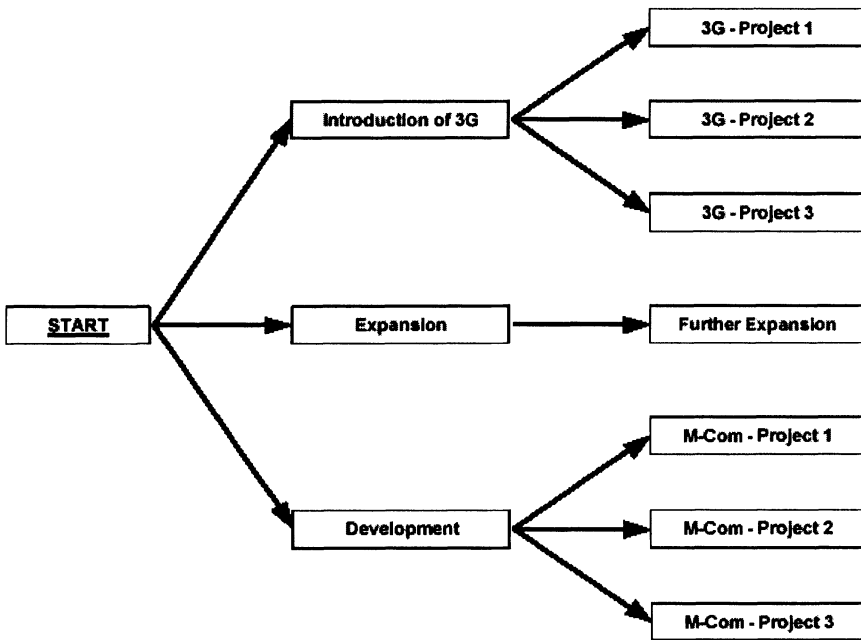 3G - Project 1
Introduction of 3G
3G - Project 2
3G - Project 3
START
Expansion
Further Expansion
M-Com - Project 1
Development
M-Com - Project 2
M-Com - Project 3